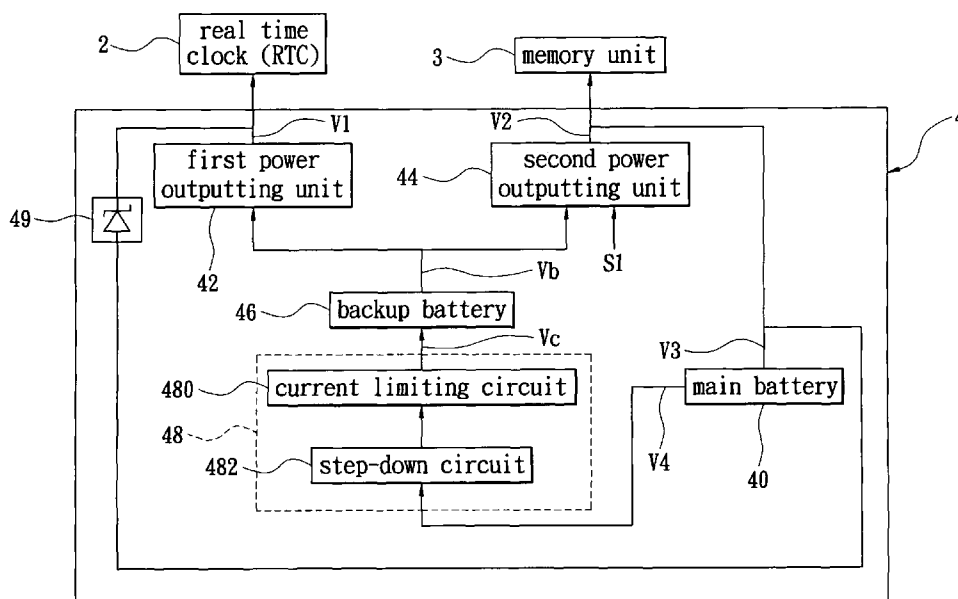 2
real time
clock (RTC)
3
memory unit
4
V1
V2
first power
outputting unit
44
second power
outputting unit
49
42
Vb
S1
46
backup battery
Vc
V3
480
current limiting circuit
main battery
48
482
step-down circuit
V4
40